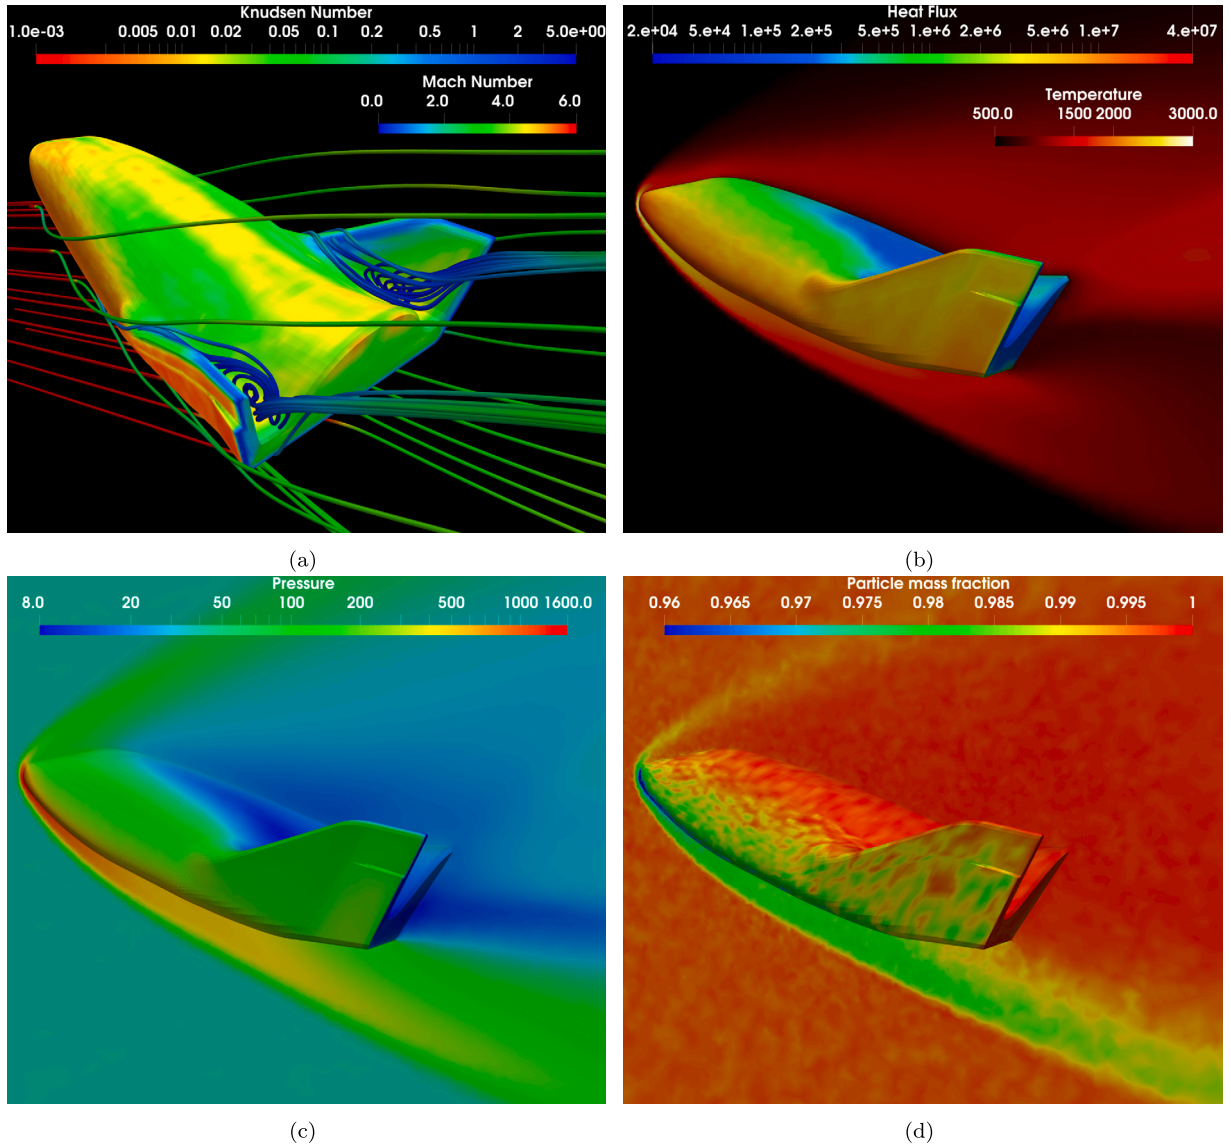 Knudsen Number
1.0e-03 0.005 0.01 0.02 0.05 0.1 0.2 0.5 1 2 5.0e+00
Mach Number
0.0 2.0 4.0 6.0
(a)
Heat Flux
2.e+04 5.e+4 1.e+5 2.e+5 5.e+5 1.e+6 2.e+6 5.e+6 1.e+7 4.e+07
Temperature
500.0 1500 2000 3000.0
(b)
Pressure
8.0 20 50 100 200 500 1000 1600.0
(c)
Particle mass fraction
0.96 0.965 0.97 0.975 0.98 0.985 0.99 0.995 1
(d)